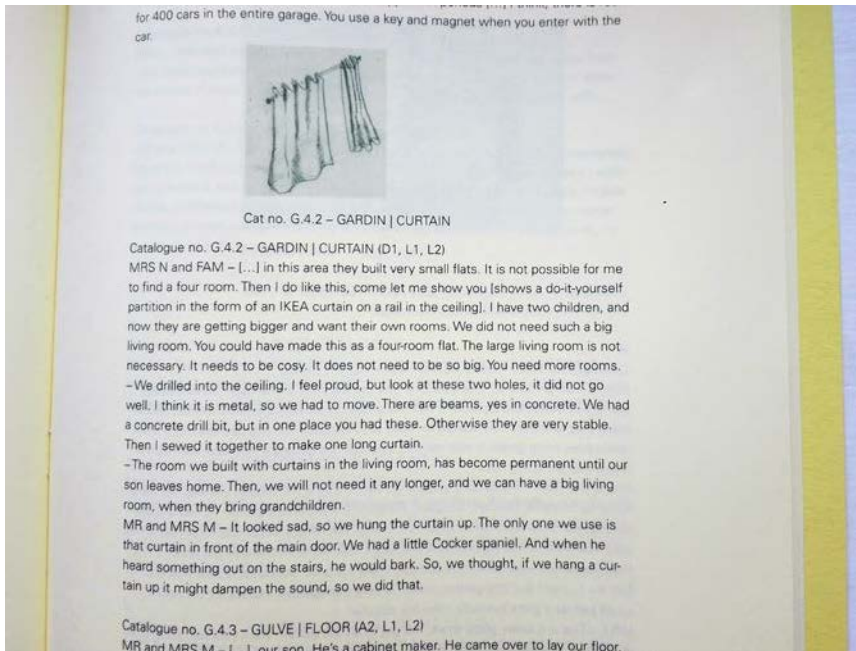 for 400 cars in the entire garage. You use a key and magnet when you enter with the
car.
Cat no. G.4.2 – GARDIN | CURTAIN
Catalogue no. G.4.2 – GARDIN | CURTAIN (D1, L1, L2)
MRS N and FAM – [...] in this area they built very small flats. It is not possible for me
to find a four room. Then I do like this, come let me show you [shows a do-it-yourself
partition in the form of an IKEA curtain on a rail in the ceiling]. I have two children, and
now they are getting bigger and want their own rooms. We did not need such a big
living room. You could have made this as a four-room flat. The large living room is not
necessary. It needs to be cosy. It does not need to be so big. You need more rooms.
–We drilled into the ceiling. I feel proud, but look at these two holes, it did not go
well. I think it is metal, so we had to move. There are beams, yes in concrete. We had
a concrete drill bit, but in one place you had these. Otherwise they are very stable.
Then I sewed it together to make one long curtain.
–The room we built with curtains in the living room, has become permanent until our
son leaves home. Then, we will not need it any longer, and we can have a big living
room, when they bring grandchildren.
MR and MRS M – It looked sad, so we hung the curtain up. The only one we use is
that curtain in front of the main door. We had a little Cocker spaniel. And when he
heard something out on the stairs, he would bark. So, we thought, if we hang a cur-
tain up it might dampen the sound, so we did that.
Catalogue no. G.4.3 – GULVE | FLOOR (A2, L1, L2)
MR and MRS M – [...] our son. He's a cabinet maker. He came over to lay our floor.